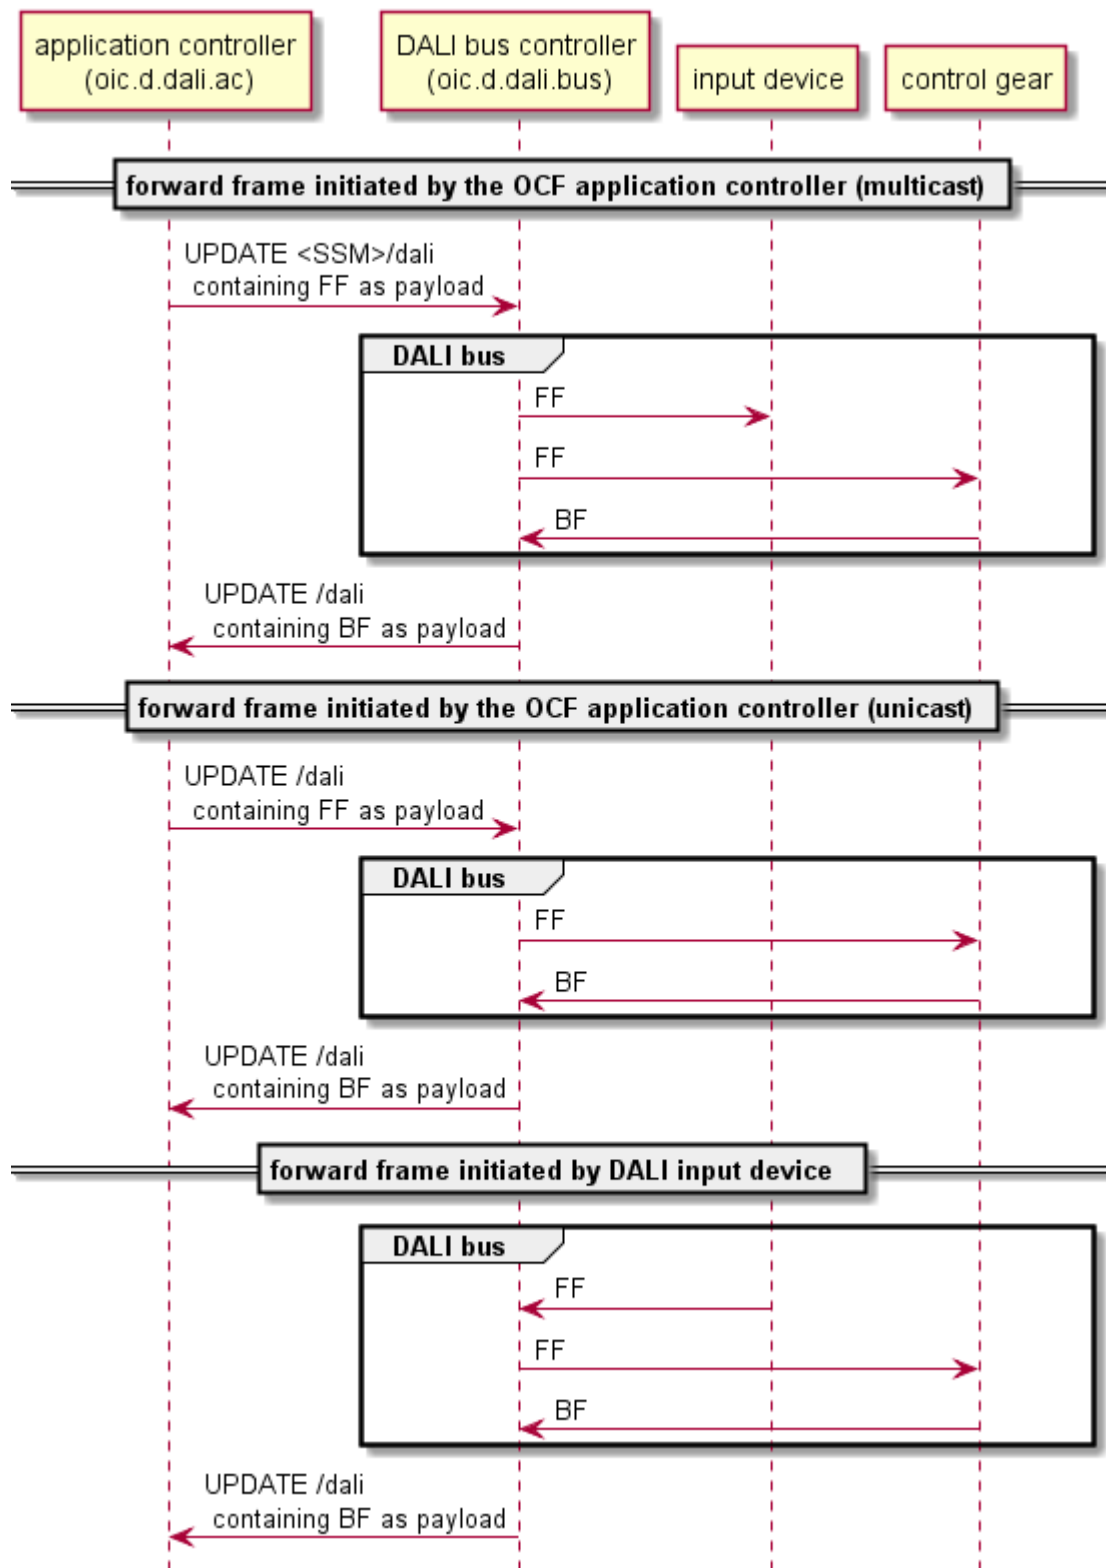 application controller
(oic.d.dali.ac)
DALI bus controller
(oic.d.dali.bus)
input device
control gear
forward frame initiated by the OCF application controller (multicast)
UPDATE <SSM>/dali
containing FF as payload
DALI bus
FF
FF
BF
UPDATE /dali
containing BF as payload
forward frame initiated by the OCF application controller (unicast)
UPDATE /dali
containing FF as payload
DALI bus
FF
BF
UPDATE /dali
containing BF as payload
forward frame initiated by DALI input device
DALI bus
FF
FF
BF
UPDATE /dali
containing BF as payload